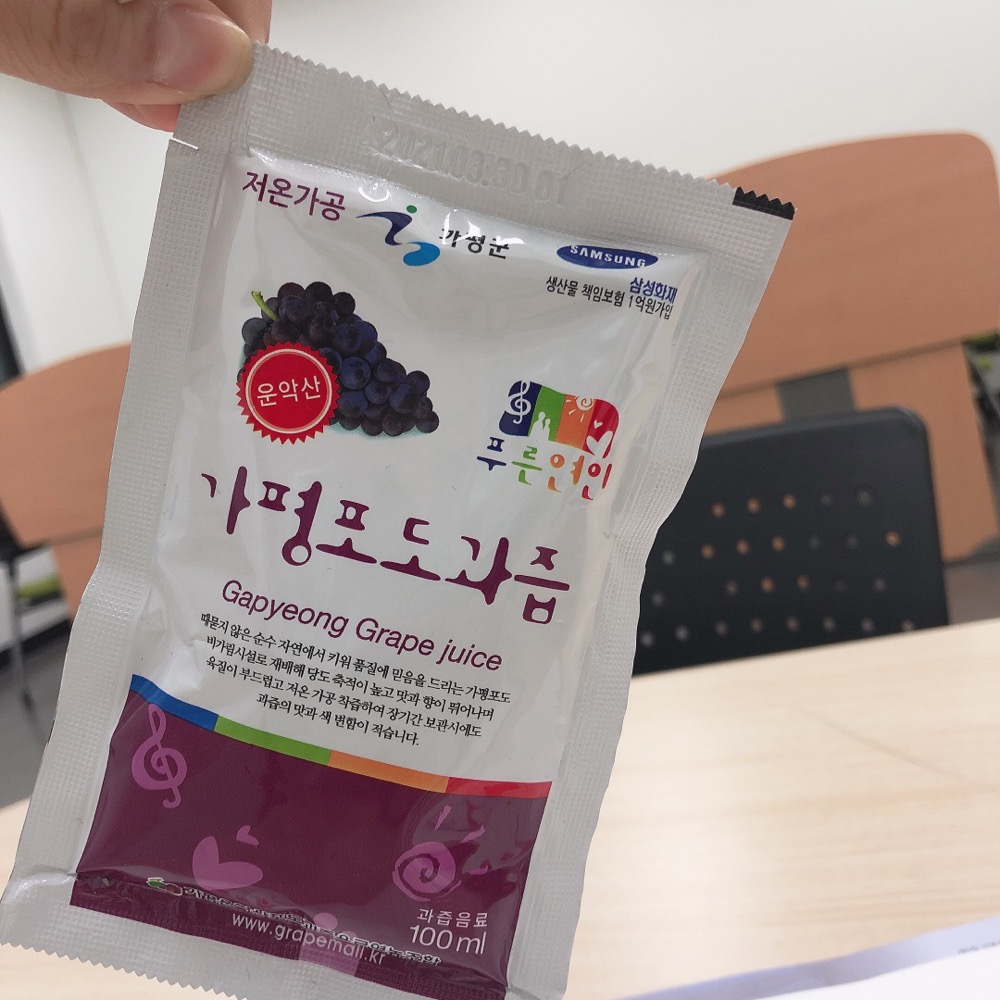 2021.03.30 01
저온가공
가평군
SAMSUNG
삼성화재
생산물 책임보험 1억원가입
운악산
푸른연인
가평포도과즙
Gapyeong Grape juice
때묻지 않은 순수 자연에서 키워 품질에 믿음을 드리는 가평포도
비가림시설로 재배해 당도 축적이 높고 맛과 향이 뛰어나며
육질이 부드럽고 저온 가공 착즙하여 장기간 보관시에도
과즙의 맛과 색 변함이 적습니다.
과즙음료
100ml
www.grapemall.kr